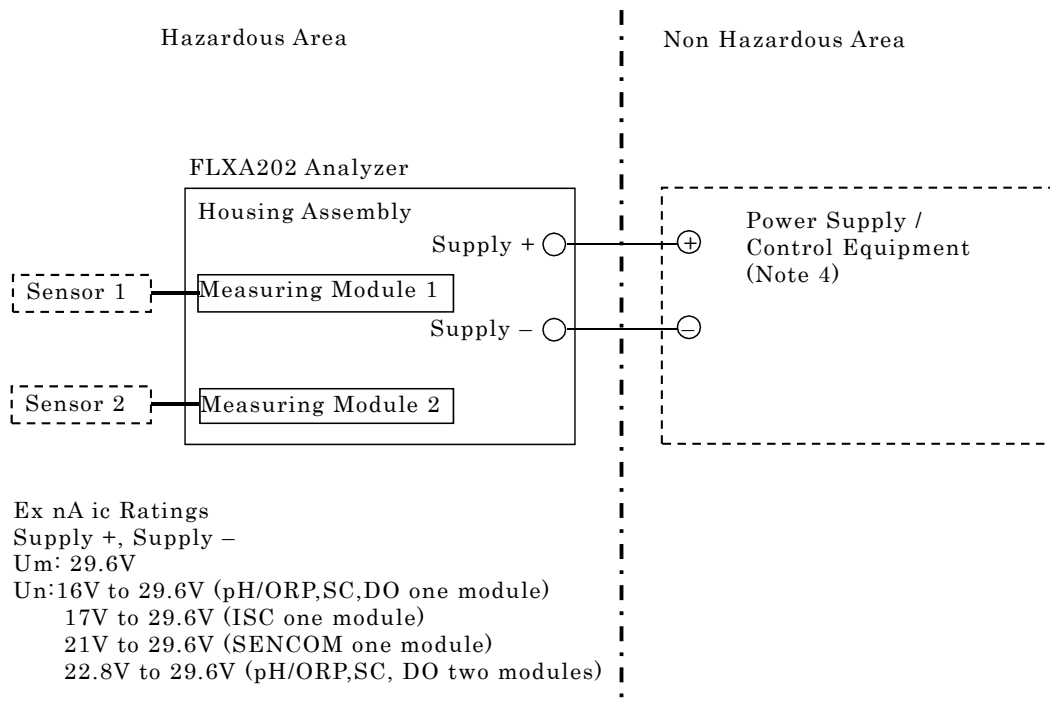 Hazardous Area
Non Hazardous Area
FLXA202 Analyzer
Housing Assembly
Supply +
+
Power Supply /
Control Equipment
(Note 4)
Sensor 1
Measuring Module 1
Supply –
–
Sensor 2
Measuring Module 2
Ex nA ic Ratings
Supply +, Supply –
Um: 29.6V
Un:16V to 29.6V (pH/ORP,SC,DO one module)
17V to 29.6V (ISC one module)
21V to 29.6V (SENCOM one module)
22.8V to 29.6V (pH/ORP,SC, DO two modules)